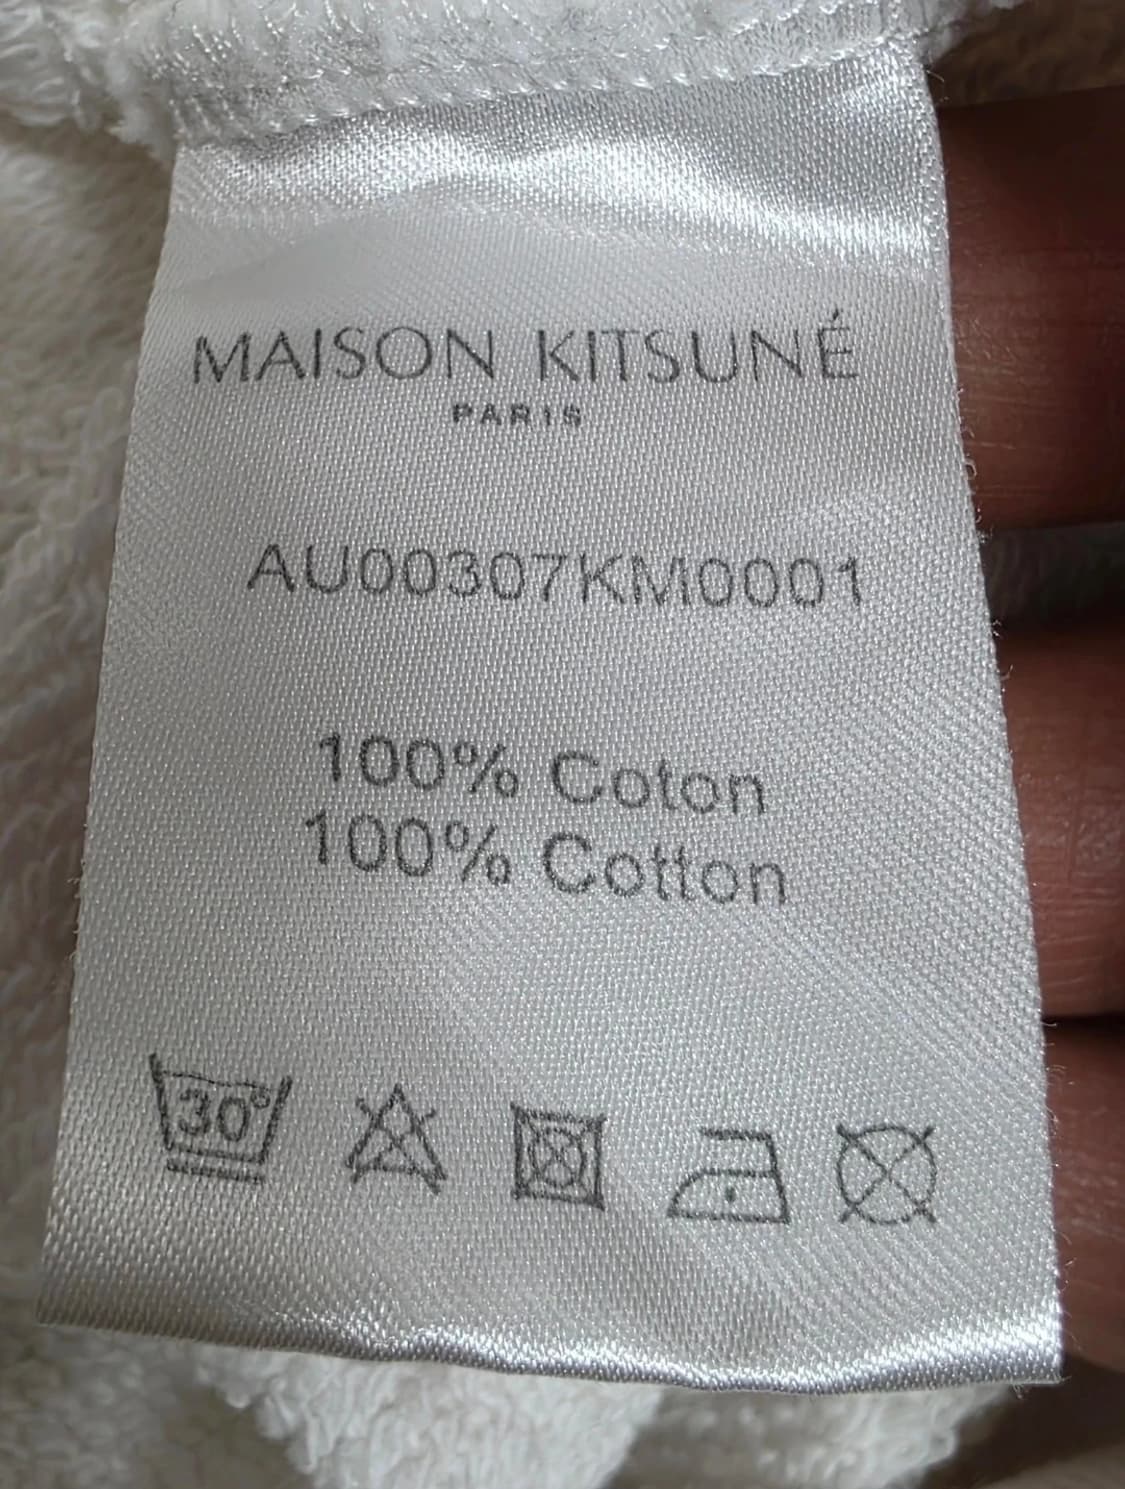 MAISON KITSUNÉ
PARIS
AU00307KM0001
100% Coton
100% Cotton
30°